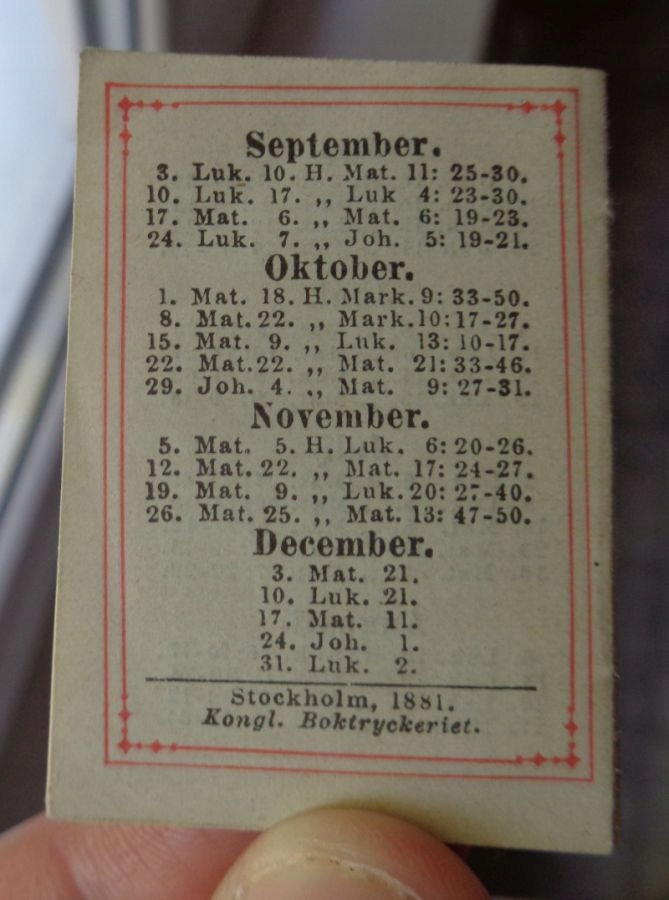 September.
3. Luk. 10. H. Mat. 11: 25-30.
10. Luk. 17. „ Luk 4: 23-30.
17. Mat. 6. „ Mat. 6: 19-23.
24. Luk. 7. „ Joh. 5: 19-21.
Oktober.
1. Mat. 18. H. Mark. 9: 33-50.
8. Mat. 22. „ Mark. 10: 17-27.
15. Mat. 9. „ Luk. 13: 10-17.
22. Mat. 22. „ Mat. 21: 33-46.
29. Joh. 4. „ Mat. 9: 27-31.
November.
5. Mat. 5. H. Luk. 6: 20-26.
12. Mat. 22. „ Mat. 17: 24-27.
19. Mat. 9. „ Luk. 20: 27-40.
26. Mat. 25. „ Mat. 13: 47-50.
December.
3. Mat. 21.
10. Luk. 21.
17. Mat. 11.
24. Joh. 1.
31. Luk. 2.
Stockholm, 1881.
Kongl. Boktryckeriet.